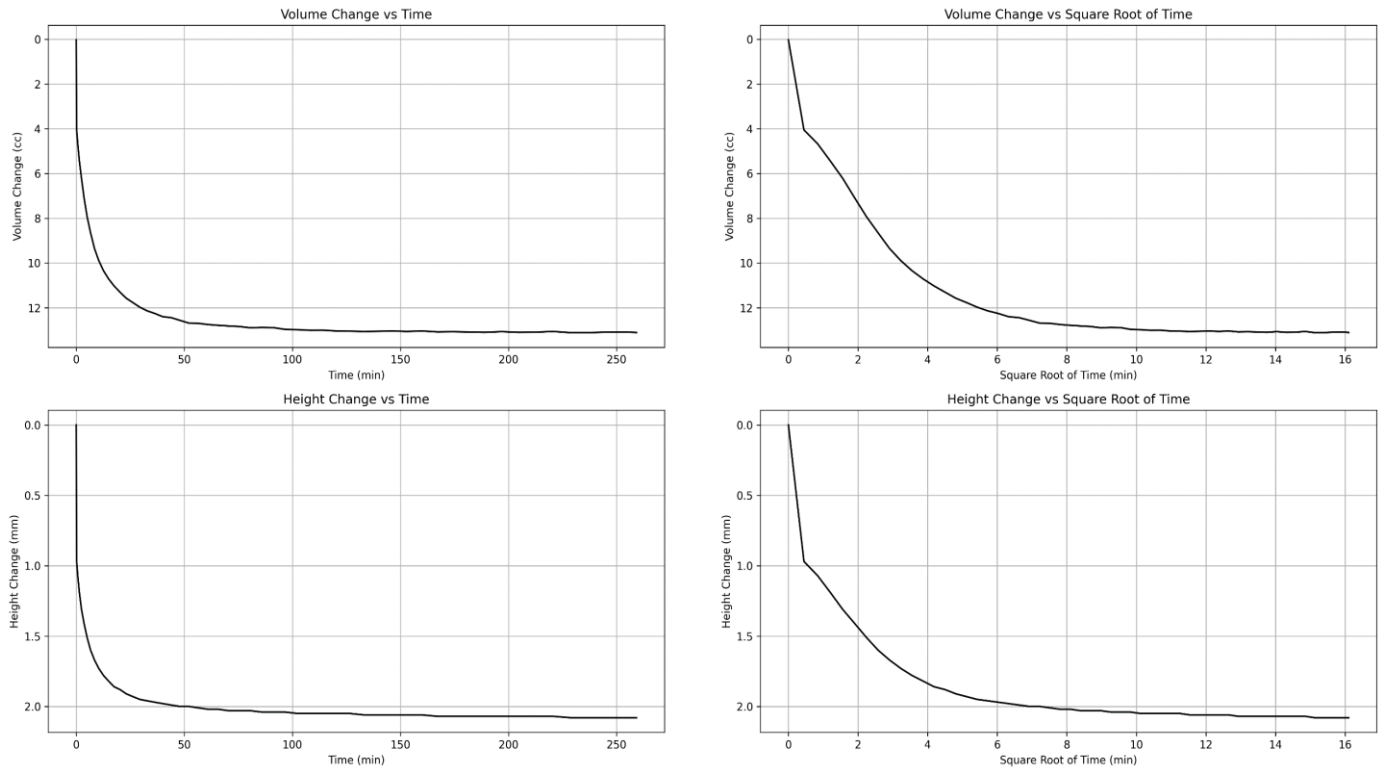 Volume Change vs Time
Volume Change (cc)
0
2
4
6
8
10
12
0 50 100 150 200 250
Time (min)
Volume Change vs Square Root of Time
Volume Change (cc)
0
2
4
6
8
10
12
0 2 4 6 8 10 12 14 16
Square Root of Time (min)
Height Change vs Time
Height Change (mm)
0.0
0.5
1.0
1.5
2.0
0 50 100 150 200 250
Time (min)
Height Change vs Square Root of Time
Height Change (mm)
0.0
0.5
1.0
1.5
2.0
0 2 4 6 8 10 12 14 16
Square Root of Time (min)